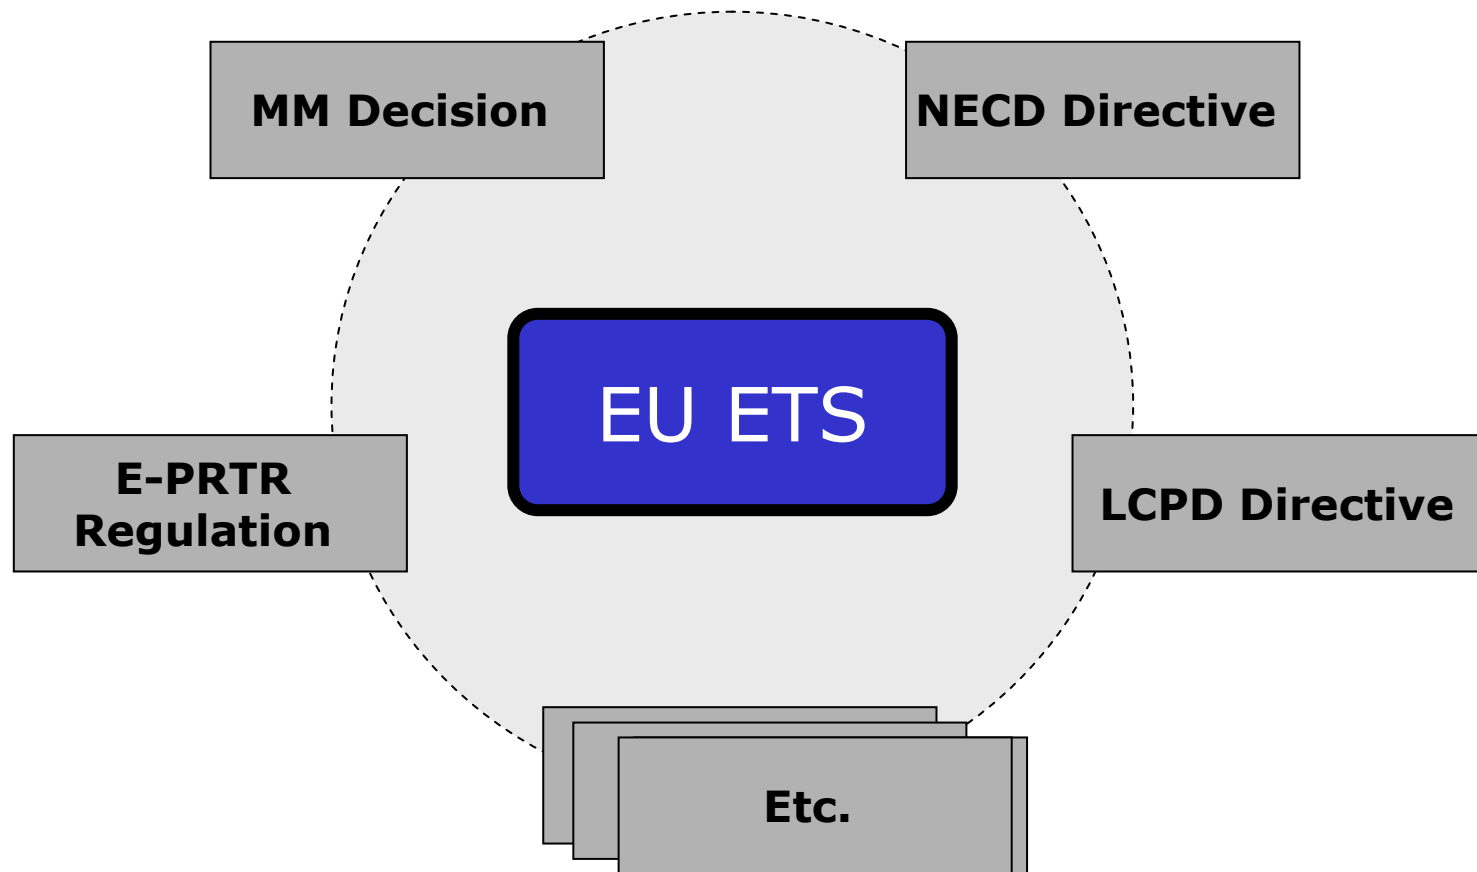 MM Decision
NECD Directive
EU ETS
E-PRTR
Regulation
LCPD Directive
Etc.